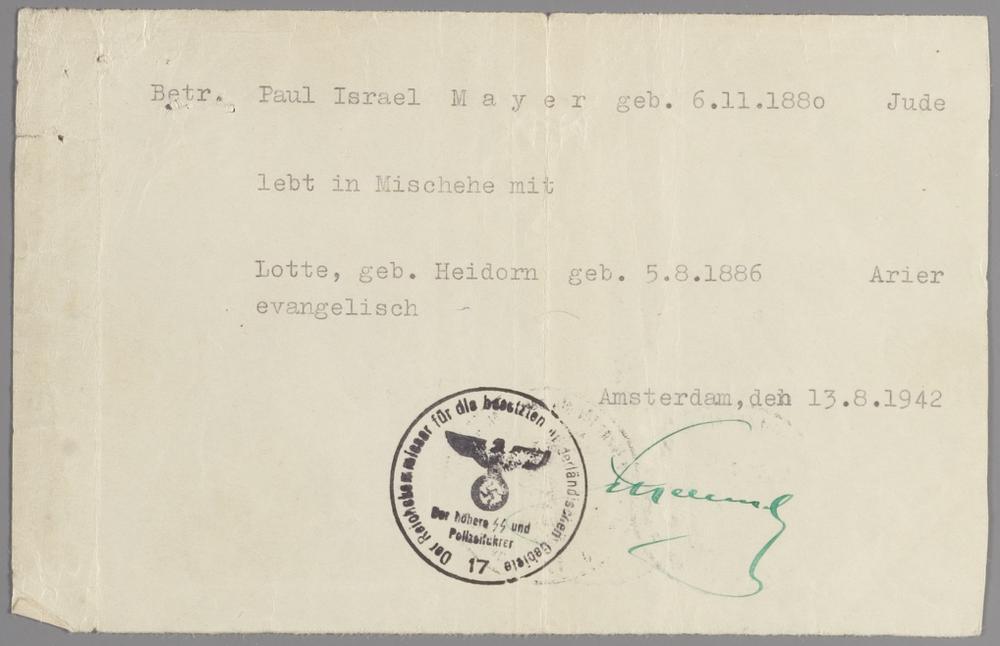 Betr. Paul Israel M a y e r geb. 6.11.1880 Jude
lebt in Mischehe mit
Lotte, geb. Heidorn geb. 5.8.1886 Arier
evangelisch
Amsterdam, den 13.8.1942
Der Reichskommissar für die besetzten niederländischen Gebiete
Der höhere SS und
Polizeiführer
17